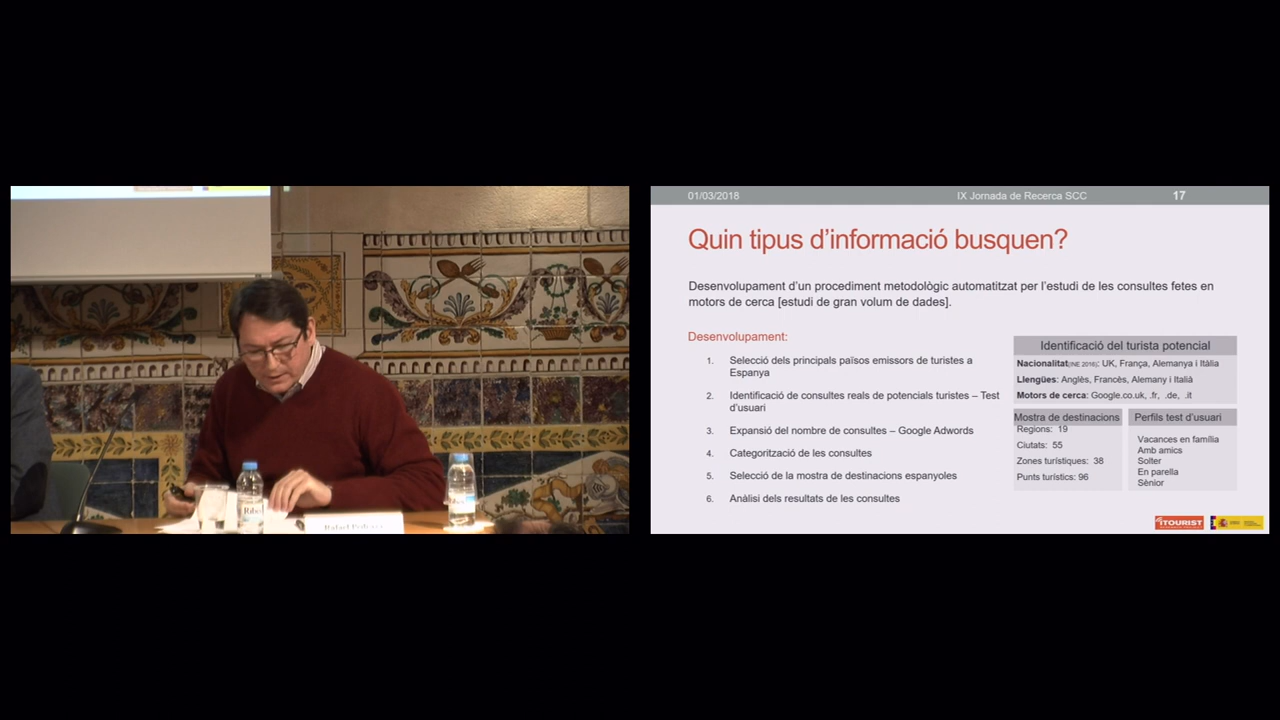 01/03/2018
IX Jornada de Recerca SCC
17
Quin tipus d'informació busquen?
Desenvolupament d'un procediment metodològic automatitzat per l'estudi de les consultes fetes en
motors de cerca [estudi de gran volum de dades].
Desenvolupament:
1. Selecció dels principals països emissors de turistes a
Espanya
2. Identificació de consultes reals de potencials turistes – Test
d'usuari
3. Expansió del nombre de consultes – Google Adwords
4. Categorització de les consultes
5. Selecció de la mostra de destinacions espanyoles
6. Anàlisi dels resultats de les consultes
Identificació del turista potencial
Nacionalitat(INE 2016): UK, França, Alemanya i Itàlia
Llengües: Anglès, Francès, Alemany i Italià
Motors de cerca: Google.co.uk, .fr, .de, .it
Mostra de destinacions
Regions: 19
Ciutats: 55
Zones turístiques: 38
Punts turístics: 96
Perfils test d'usuari
Vacances en família
Amb amics
Solter
En parella
Sènior
iTOURIST
Rafael